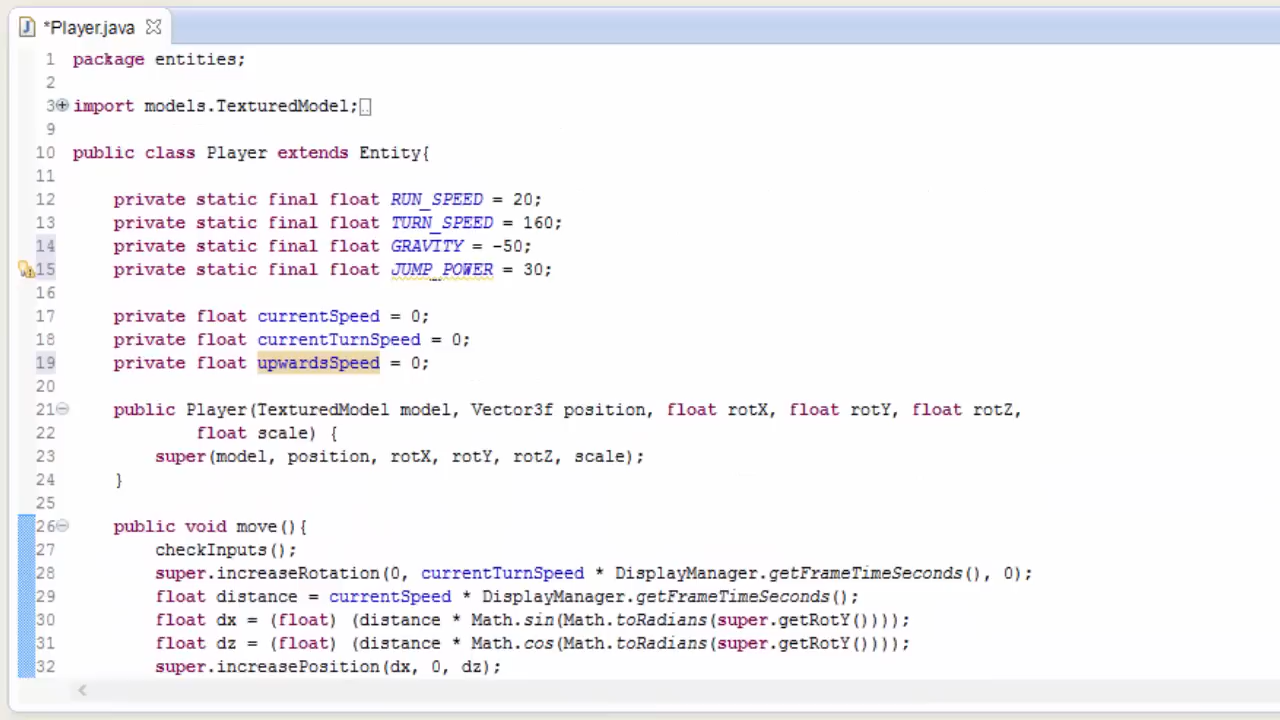 *Player.java
1 package entities;
2
3 import models.TexturedModel;
9
10 public class Player extends Entity{
11
12 private static final float RUN_SPEED = 20;
13 private static final float TURN_SPEED = 160;
14 private static final float GRAVITY = -50;
15 private static final float JUMP_POWER = 30;
16
17 private float currentSpeed = 0;
18 private float currentTurnSpeed = 0;
19 private float upwardsSpeed = 0;
20
21 public Player(TexturedModel model, Vector3f position, float rotX, float rotY, float rotZ,
22 float scale) {
23 super(model, position, rotX, rotY, rotZ, scale);
24 }
25
26 public void move(){
27 checkInputs();
28 super.increaseRotation(0, currentTurnSpeed * DisplayManager.getFrameTimeSeconds(), 0);
29 float distance = currentSpeed * DisplayManager.getFrameTimeSeconds();
30 float dx = (float) (distance * Math.sin(Math.toRadians(super.getRotY())));
31 float dz = (float) (distance * Math.cos(Math.toRadians(super.getRotY())));
32 super.increasePosition(dx, 0, dz);